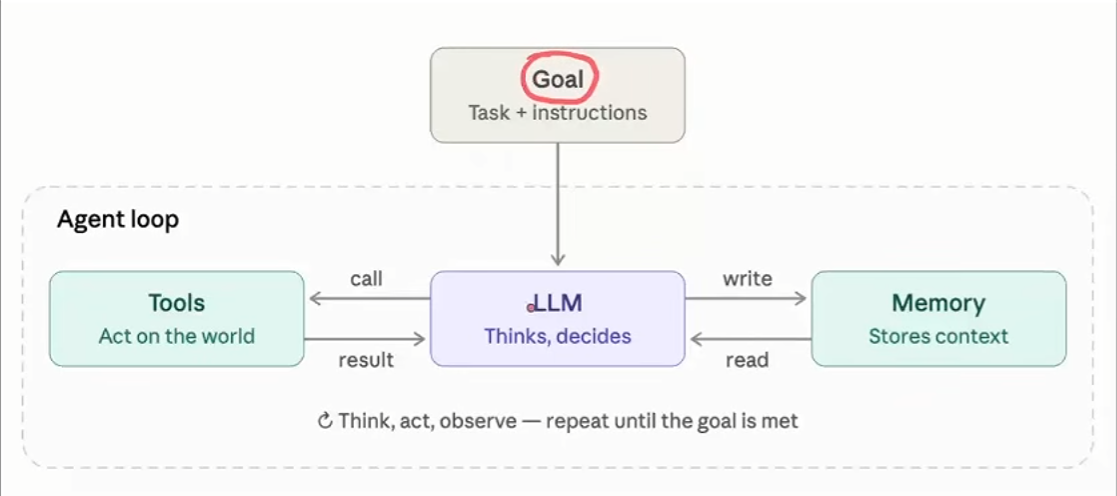 Goal
Task + instructions
Agent loop
call
write
Tools
Act on the world
LLM
Thinks, decides
Memory
Stores context
result
read
↻ Think, act, observe — repeat until the goal is met